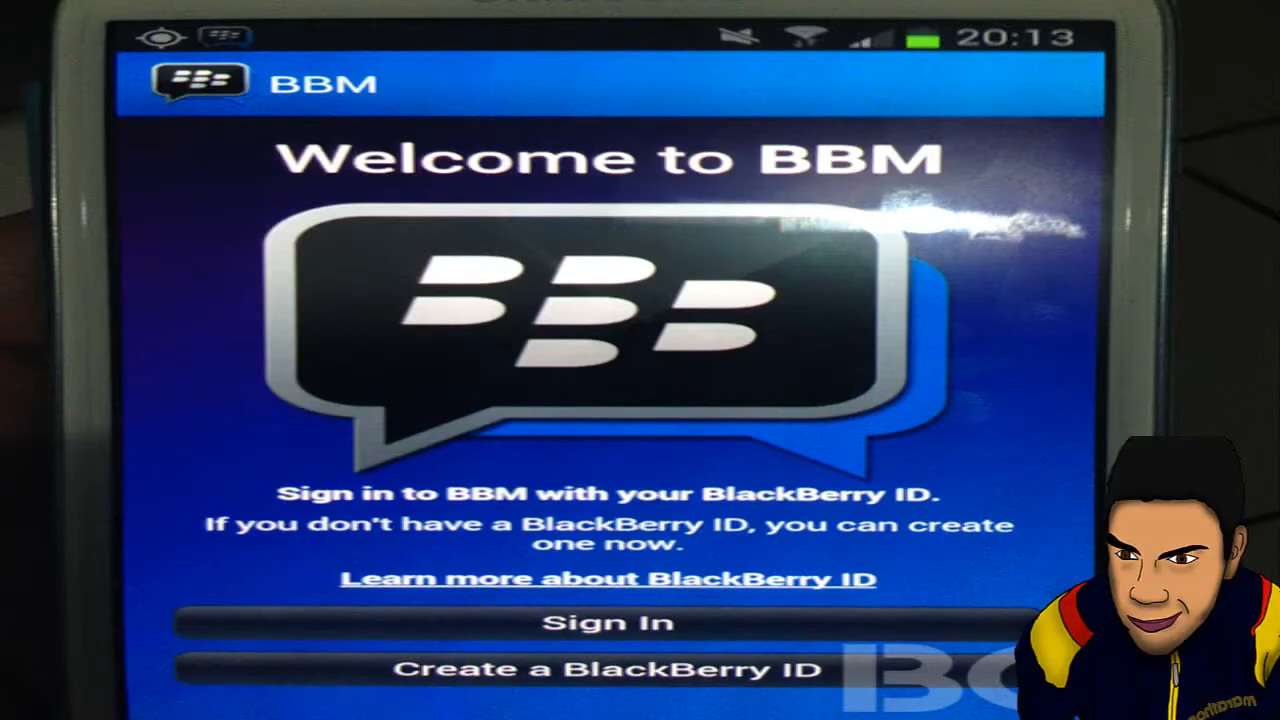 20:13
BBM
Welcome to BBM
Sign in to BBM with your BlackBerry ID.
If you don't have a BlackBerry ID, you can create
one now.
Learn more about BlackBerry ID
Sign In
Create a BlackBerry ID